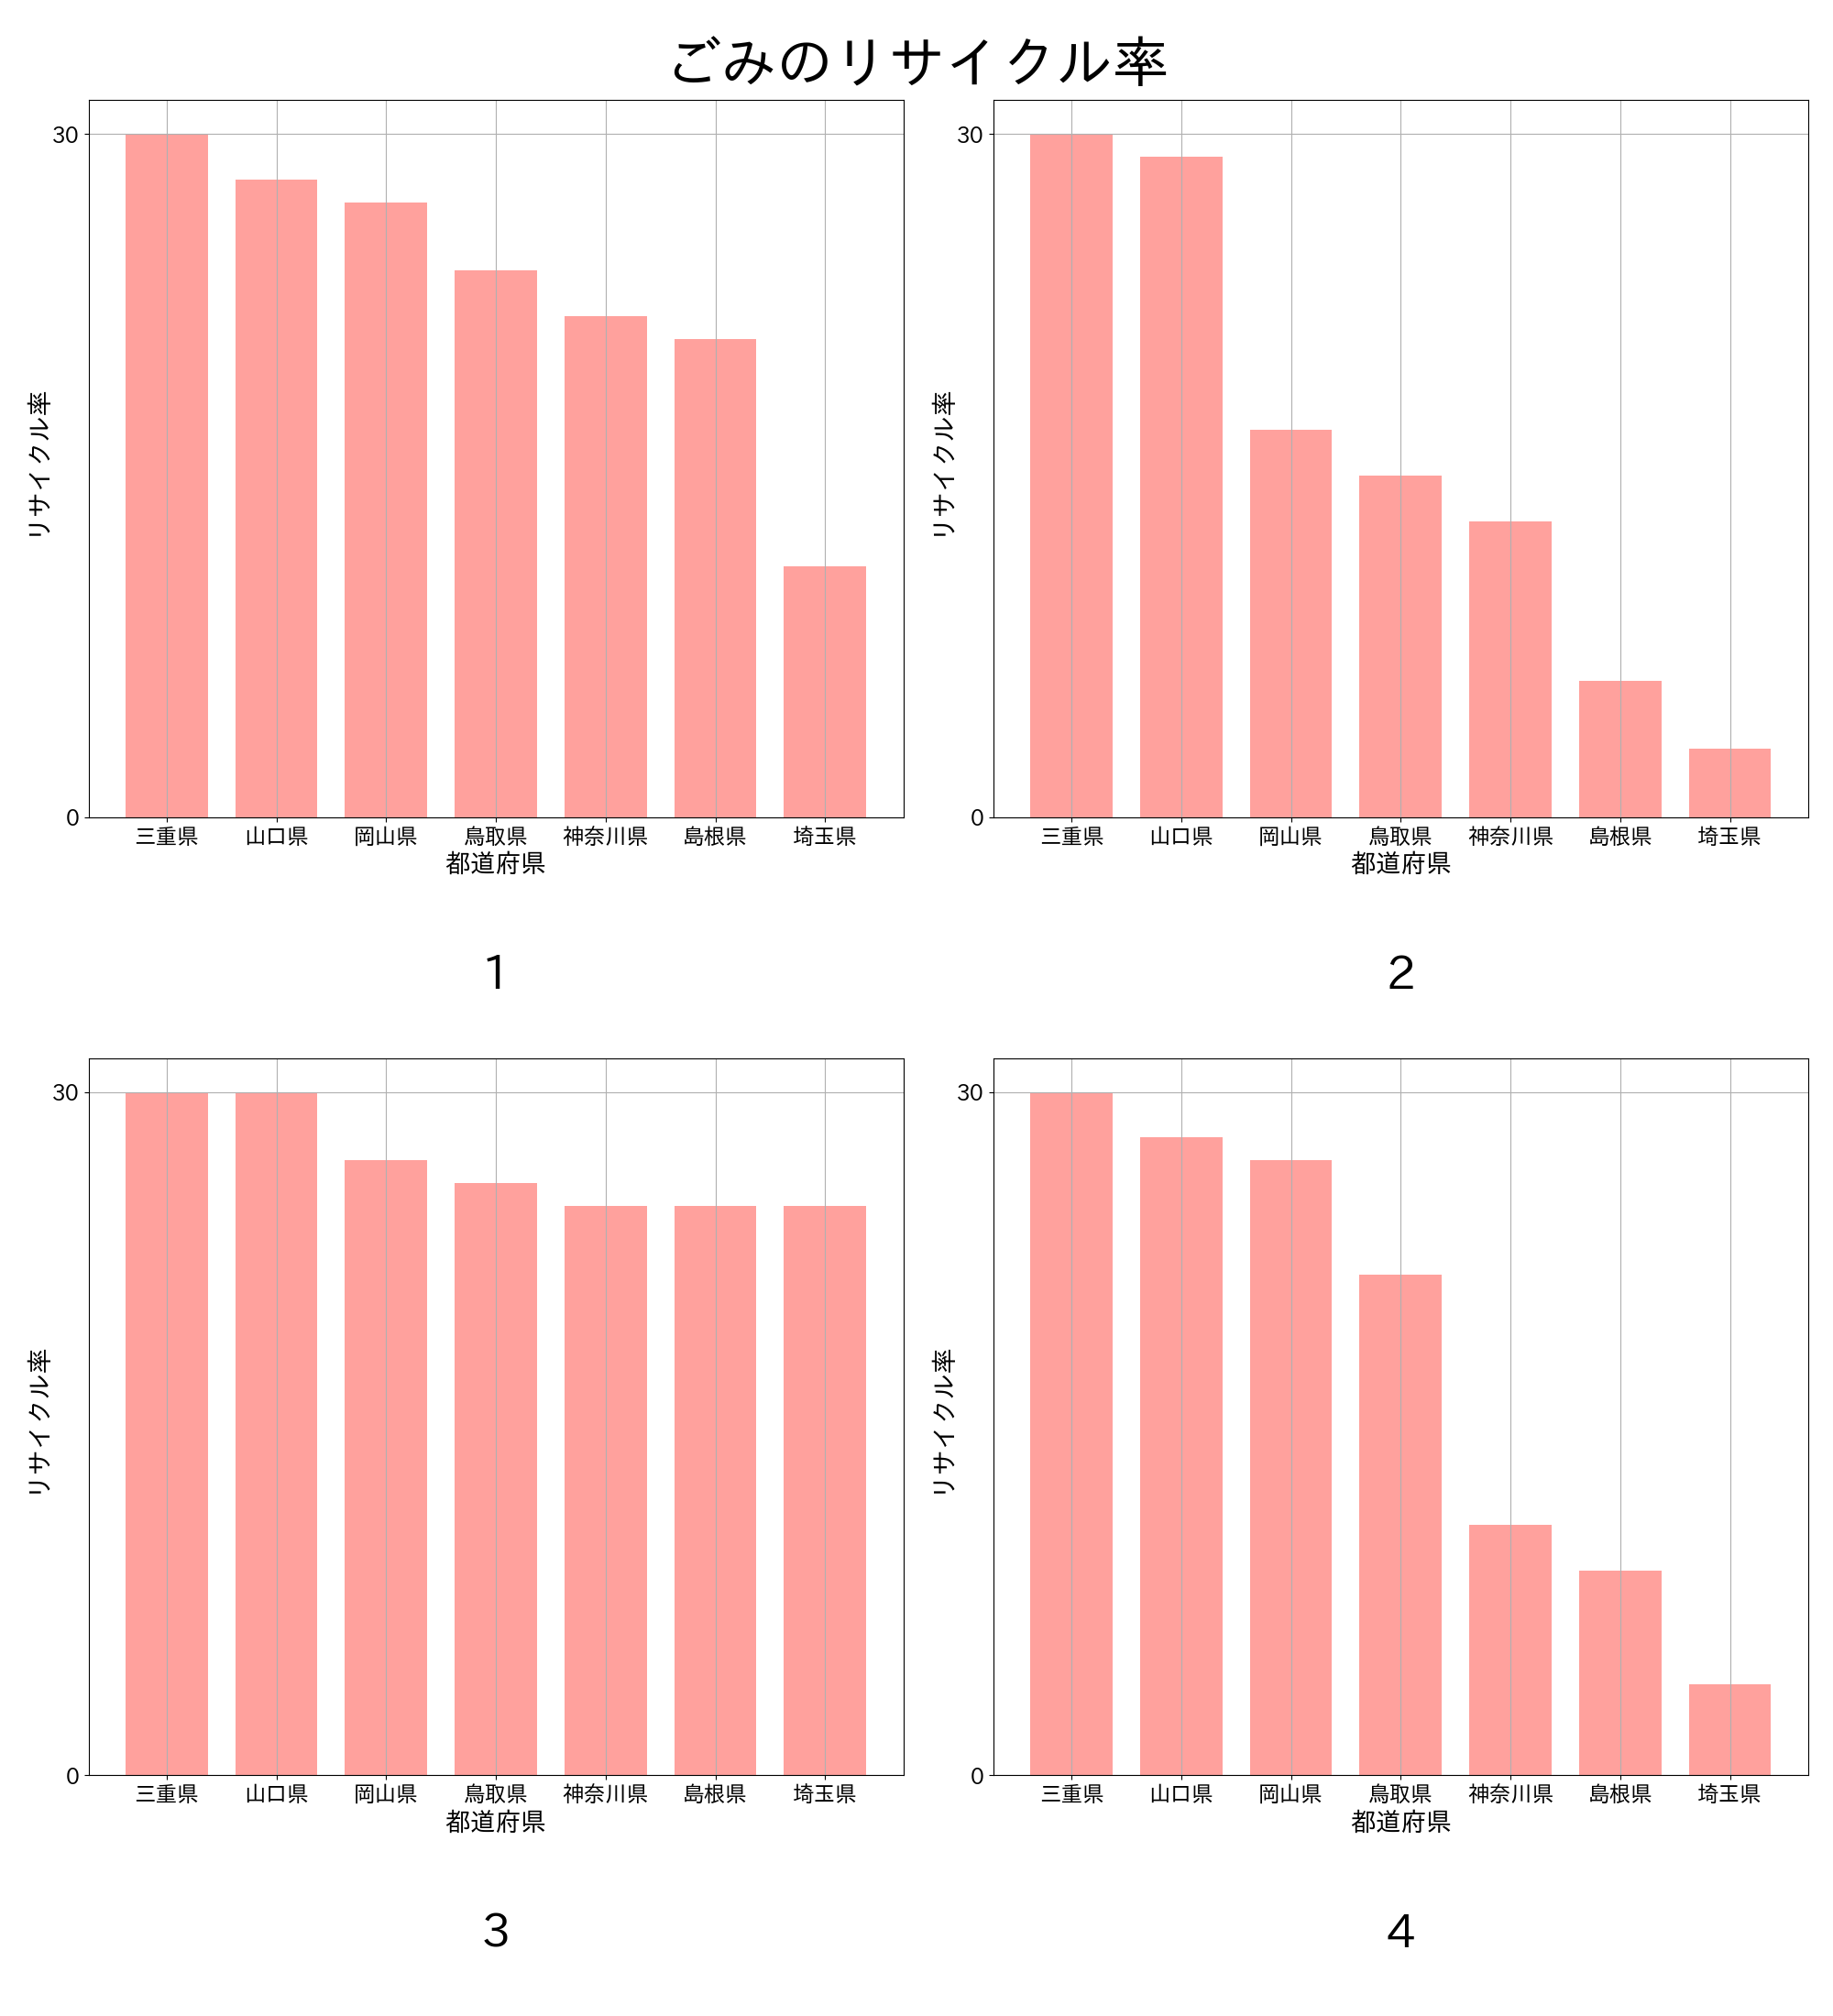 ごみのリサイクル率
30
0
リサイクル率
三重県 山口県 岡山県 鳥取県 神奈川県 島根県 埼玉県
都道府県
1
30
0
リサイクル率
三重県 山口県 岡山県 鳥取県 神奈川県 島根県 埼玉県
都道府県
2
30
0
リサイクル率
三重県 山口県 岡山県 鳥取県 神奈川県 島根県 埼玉県
都道府県
3
30
0
リサイクル率
三重県 山口県 岡山県 鳥取県 神奈川県 島根県 埼玉県
都道府県
4